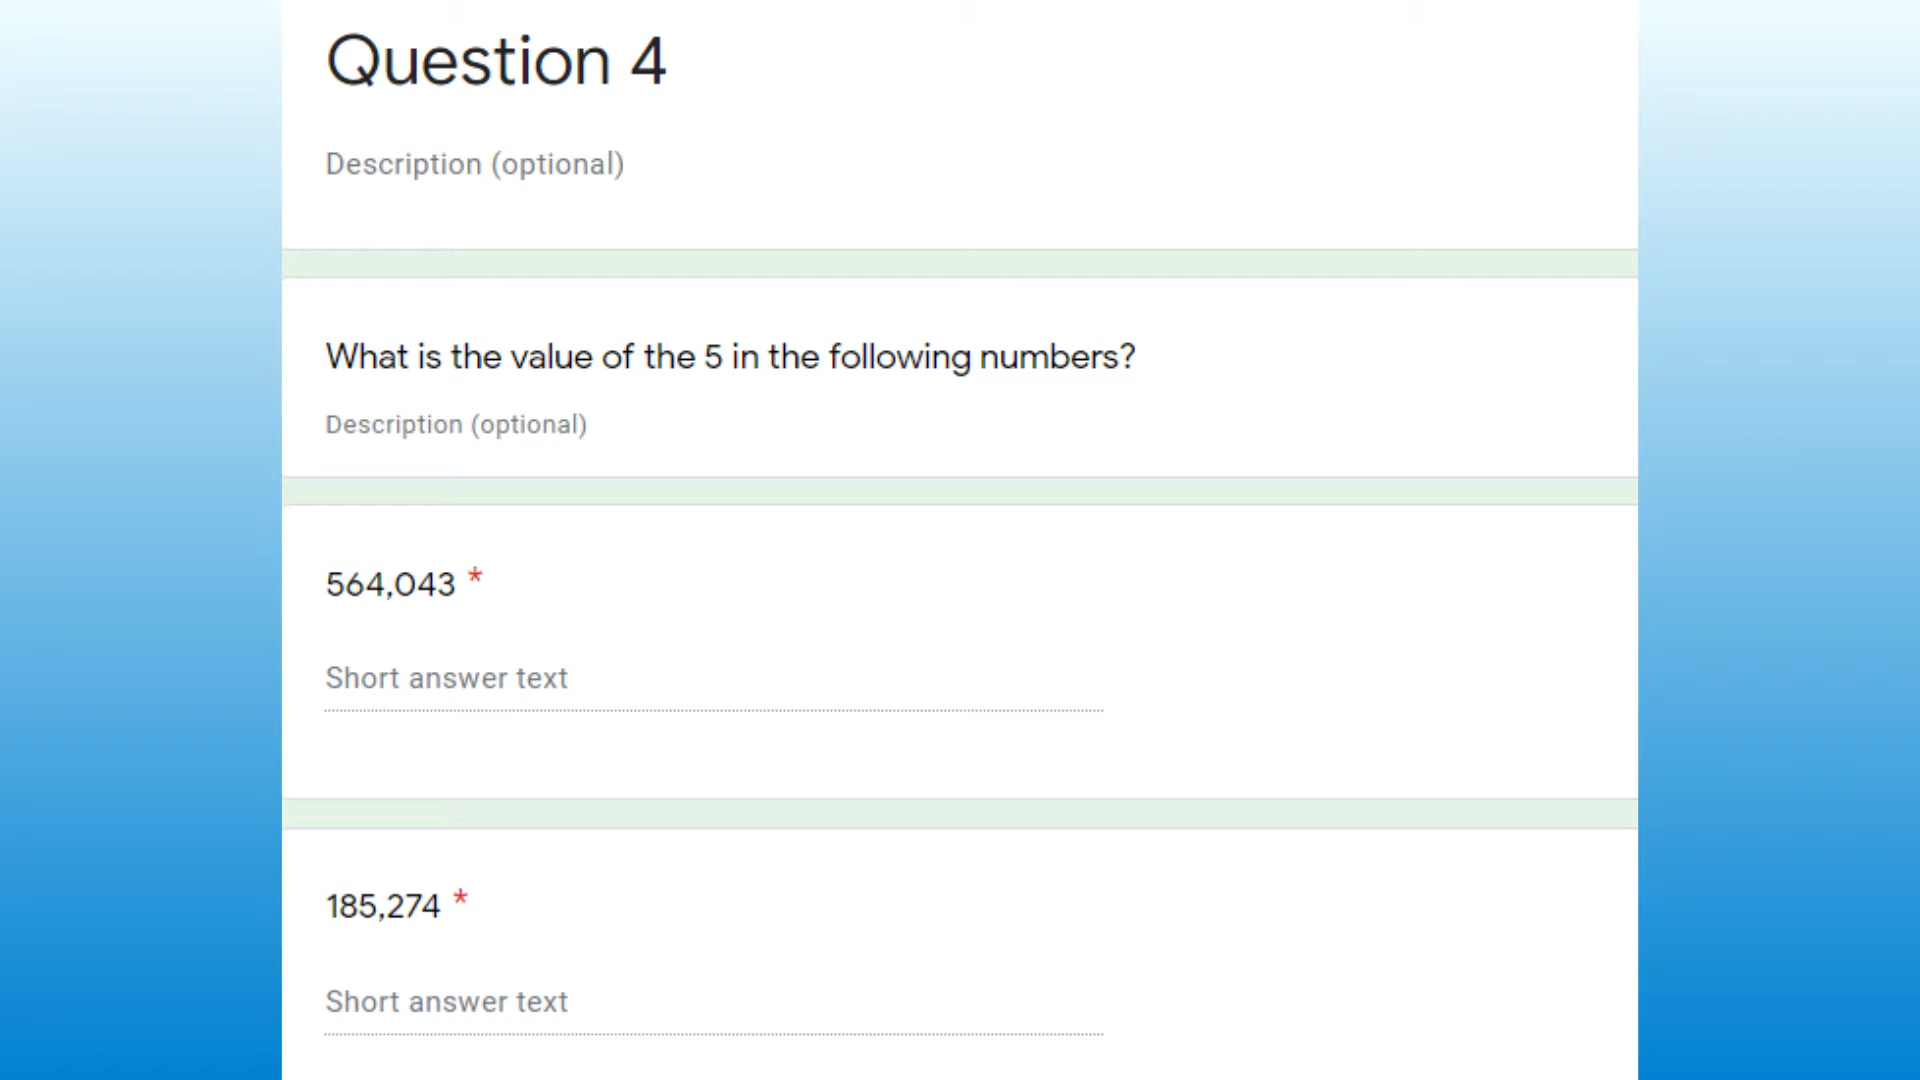 Question 4
Description (optional)
What is the value of the 5 in the following numbers?
Description (optional)
564,043 *
Short answer text
185,274 *
Short answer text